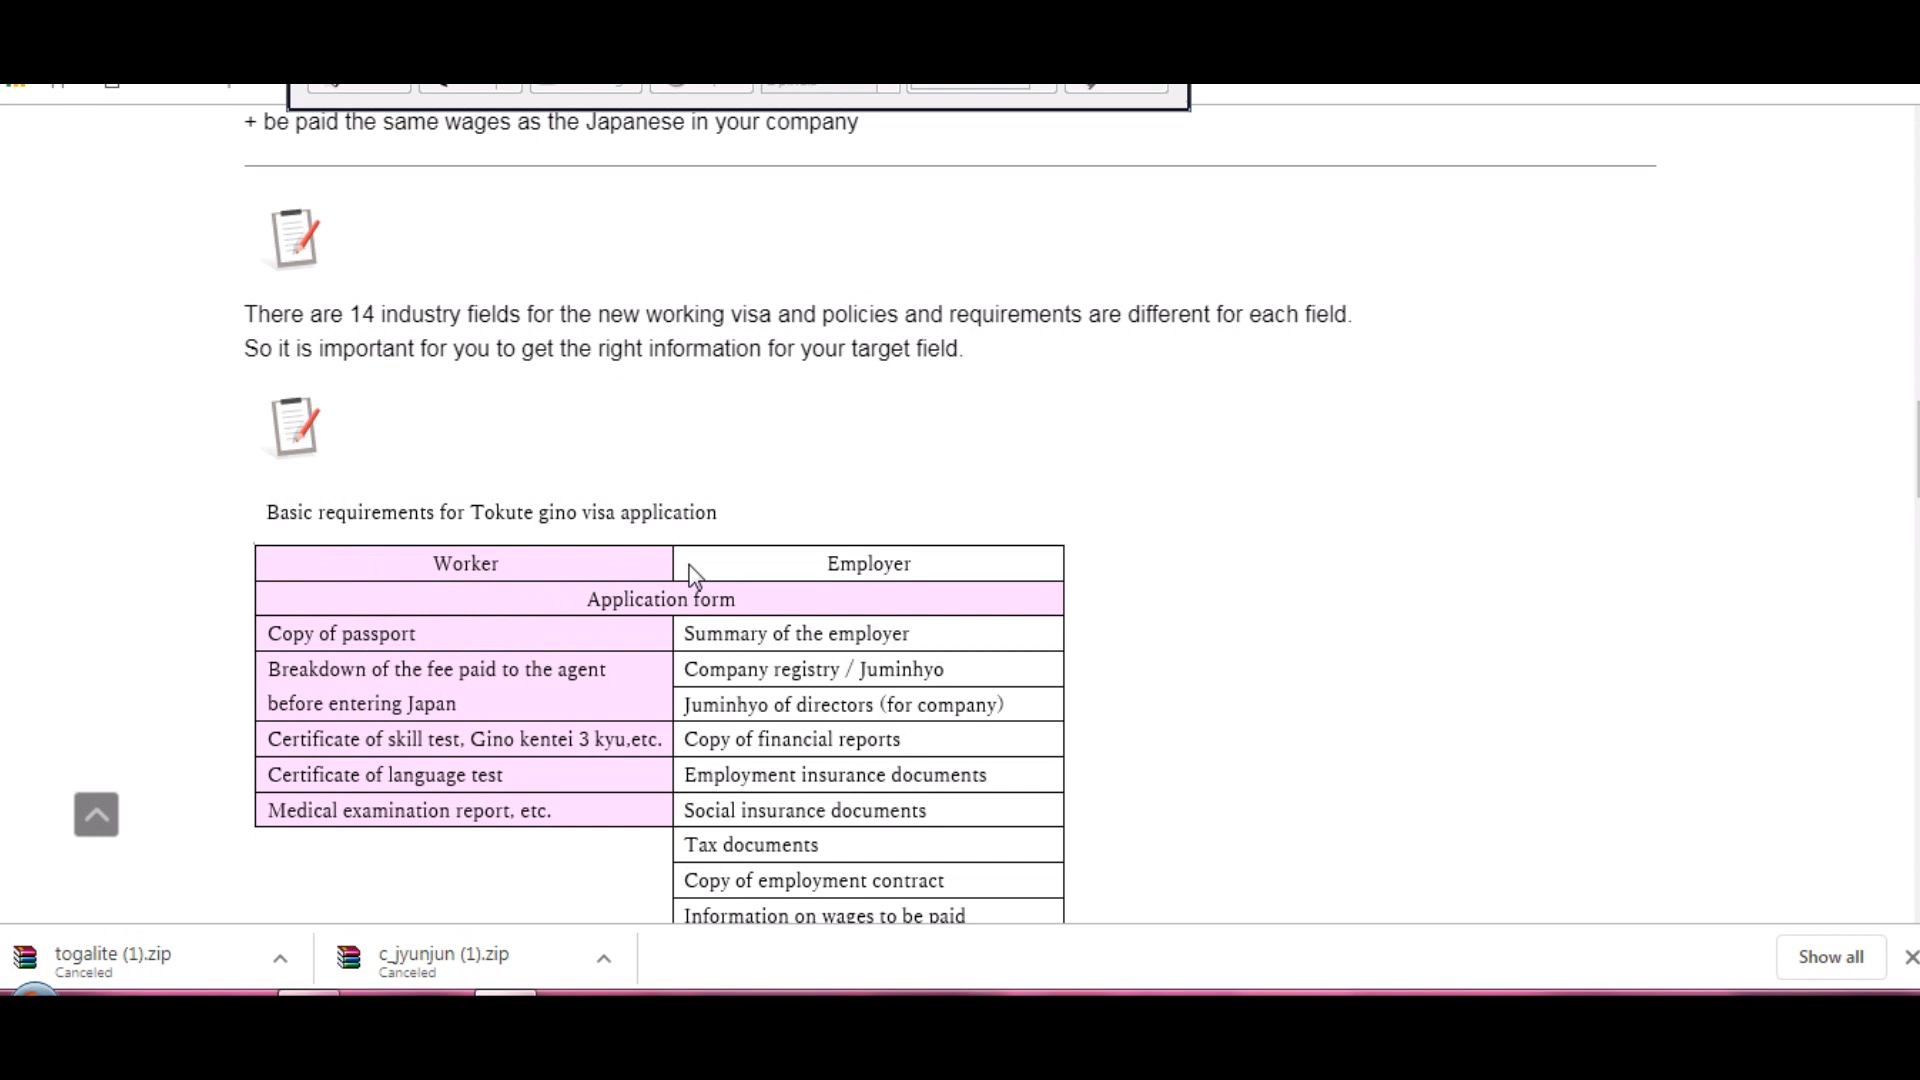 + be paid the same wages as the Japanese in your company
There are 14 industry fields for the new working visa and policies and requirements are different for each field.
So it is important for you to get the right information for your target field.
Basic requirements for Tokute gino visa application
Worker
Employer
Application form
Copy of passport
Summary of the employer
Breakdown of the fee paid to the agent
before entering Japan
Company registry / Juminhyo
Juminhyo of directors (for company)
Certificate of skill test, Gino kentei 3 kyu,etc.
Copy of financial reports
Certificate of language test
Employment insurance documents
Medical examination report, etc.
Social insurance documents
Tax documents
Copy of employment contract
Information on wages to be paid
togalite (1).zip
Canceled
c_jyunjun (1).zip
Canceled
Show all